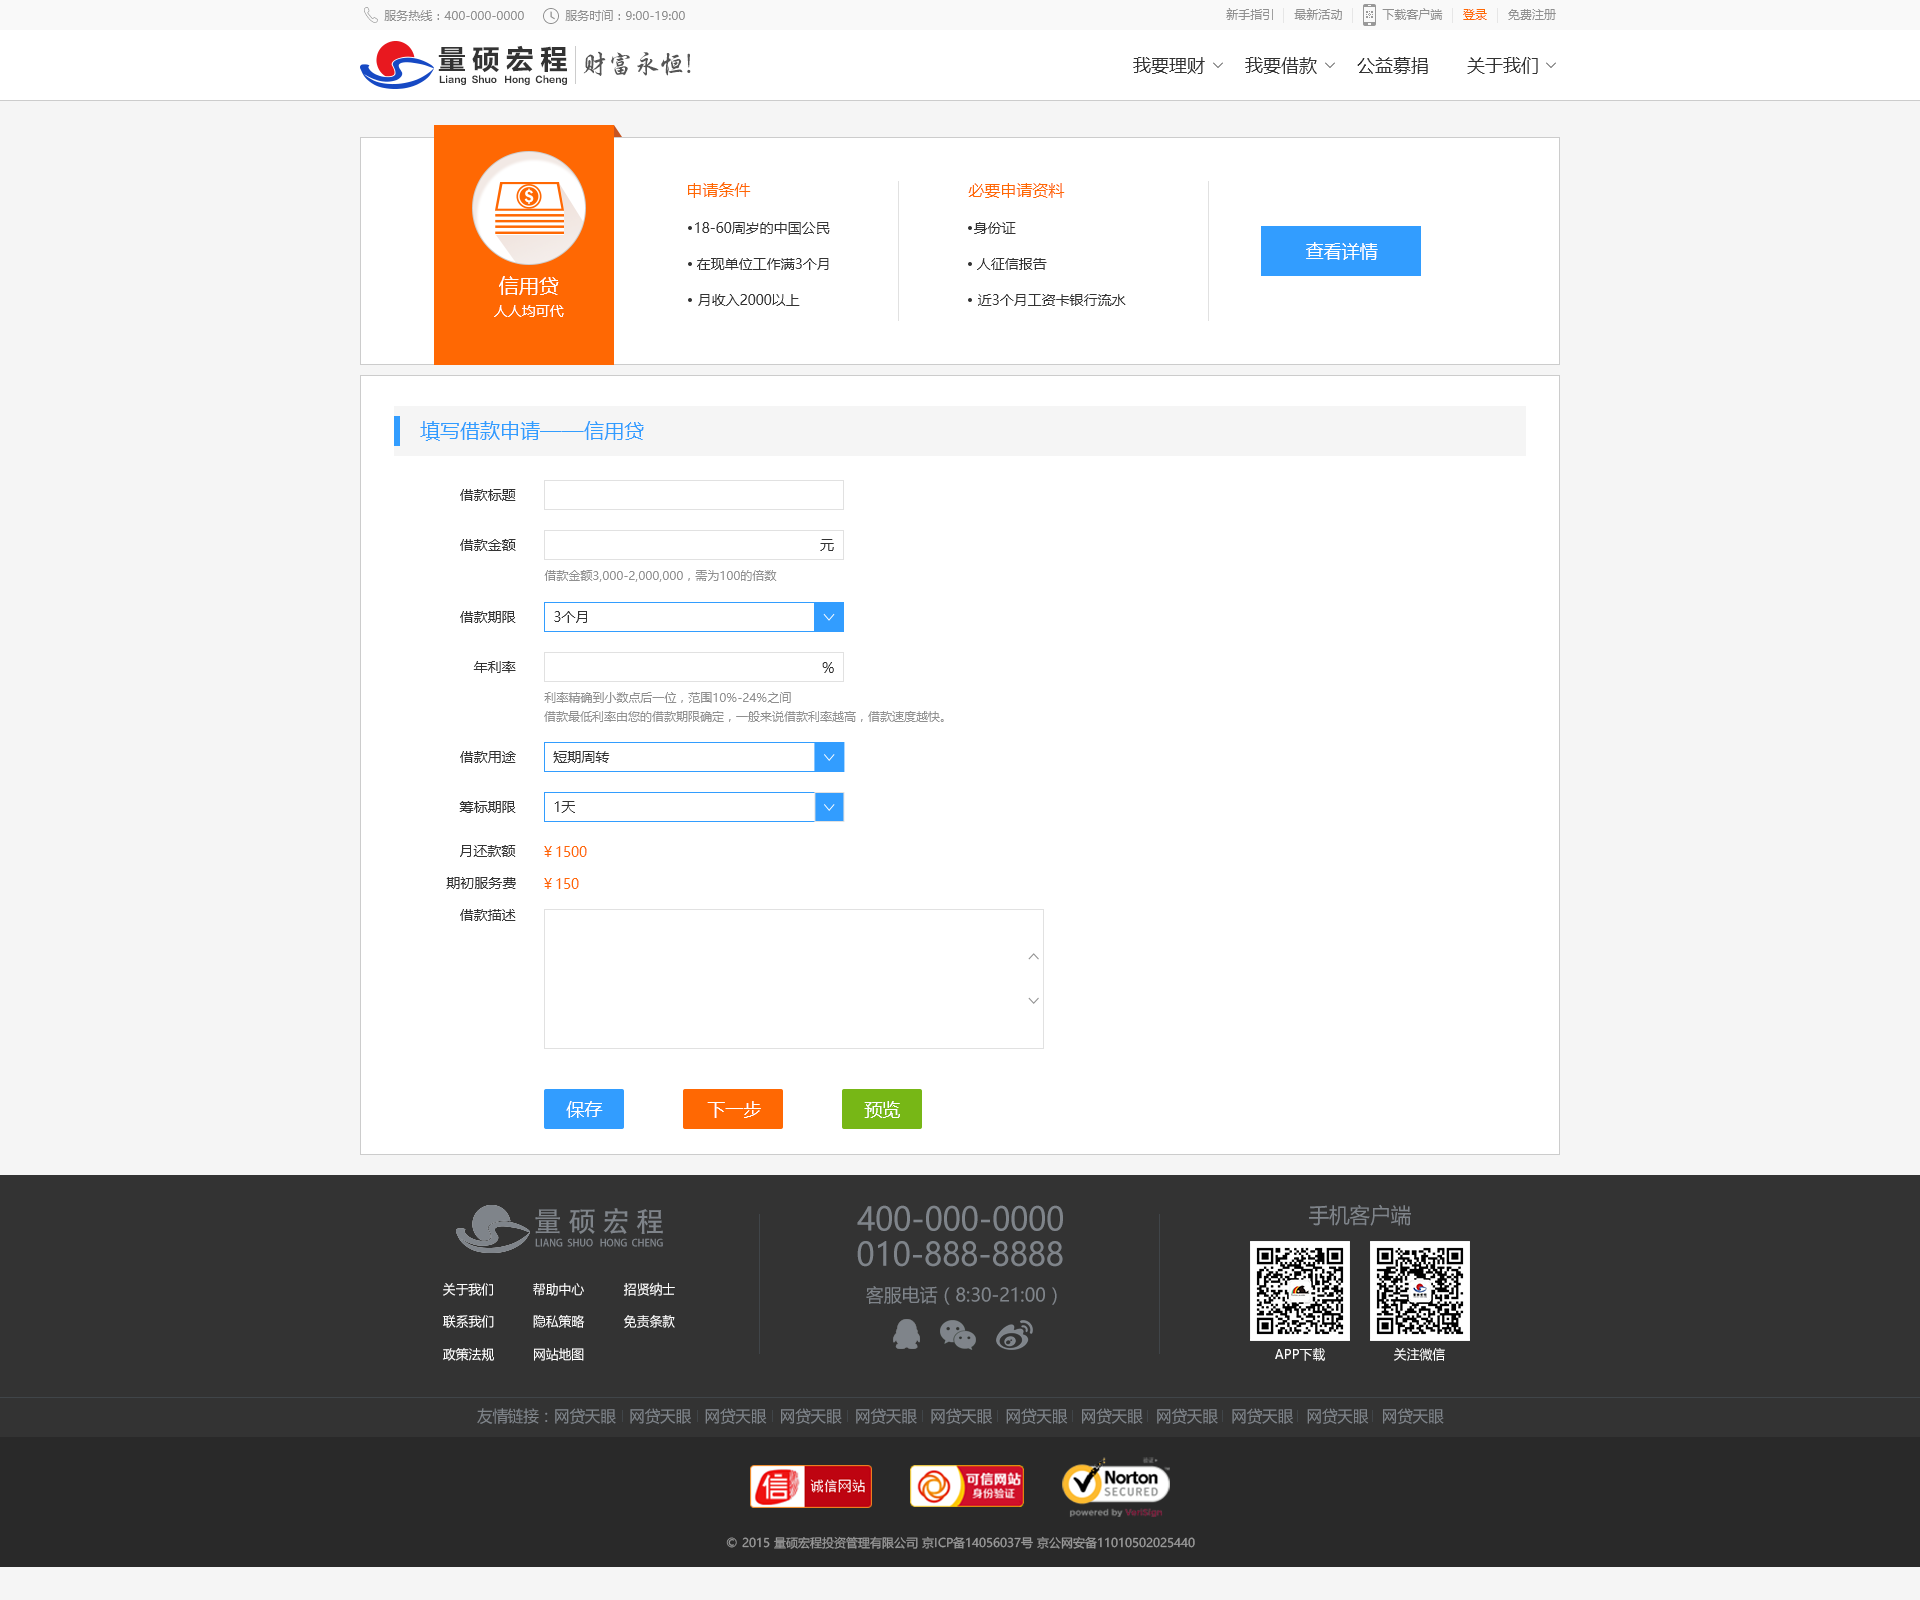 服务热线：400-000-0000 服务时间：9:00-19:00 新手指引 最新活动 下载客户端 登录 免费注册
量硕宏程 Liang Shuo Hong Cheng 财富永恒!
我要理财 我要借款 公益募捐 关于我们
信用贷
人人均可代
申请条件
•18-60周岁的中国公民
• 在现单位工作满3个月
• 月收入2000以上
必要申请资料
•身份证
• 人征信报告
• 近3个月工资卡银行流水
查看详情
填写借款申请——信用贷
借款标题
借款金额 元
借款金额3,000-2,000,000，需为100的倍数
借款期限 3个月
年利率 %
利率精确到小数点后一位，范围10%-24%之间
借款最低利率由您的借款期限确定，一般来说借款利率越高，借款速度越快。
借款用途 短期周转
筹标期限 1天
月还款额 ¥ 1500
期初服务费 ¥ 150
借款描述
保存 下一步 预览
量硕宏程
LIANG SHUO HONG CHENG
关于我们 帮助中心 招贤纳士
联系我们 隐私策略 免责条款
政策法规 网站地图
400-000-0000
010-888-8888
客服电话（8:30-21:00）
手机客户端
APP下载 关注微信
友情链接：网贷天眼 网贷天眼 网贷天眼 网贷天眼 网贷天眼 网贷天眼 网贷天眼 网贷天眼 网贷天眼 网贷天眼 网贷天眼 网贷天眼
信 诚信网站
可信网站
身份验证
Norton
SECURED
powered by VeriSign
© 2015 量硕宏程投资管理有限公司 京ICP备14056037号 京公网安备11010502025440